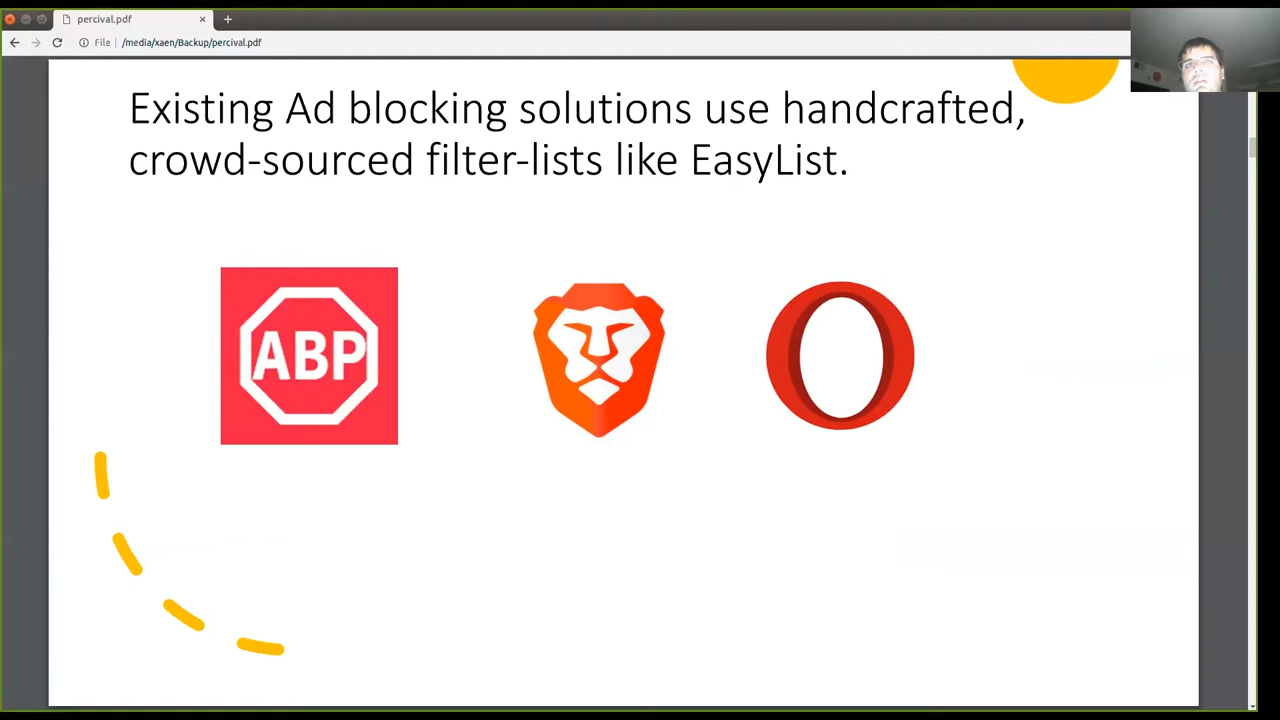 percival.pdf
File
/media/xaen/Backup/percival.pdf
Existing Ad blocking solutions use handcrafted,
crowd-sourced filter-lists like EasyList.
ABP